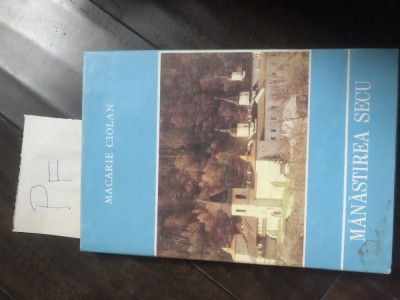 MACARIE CIOLAN
MĂNĂSTIREA SECU
PF